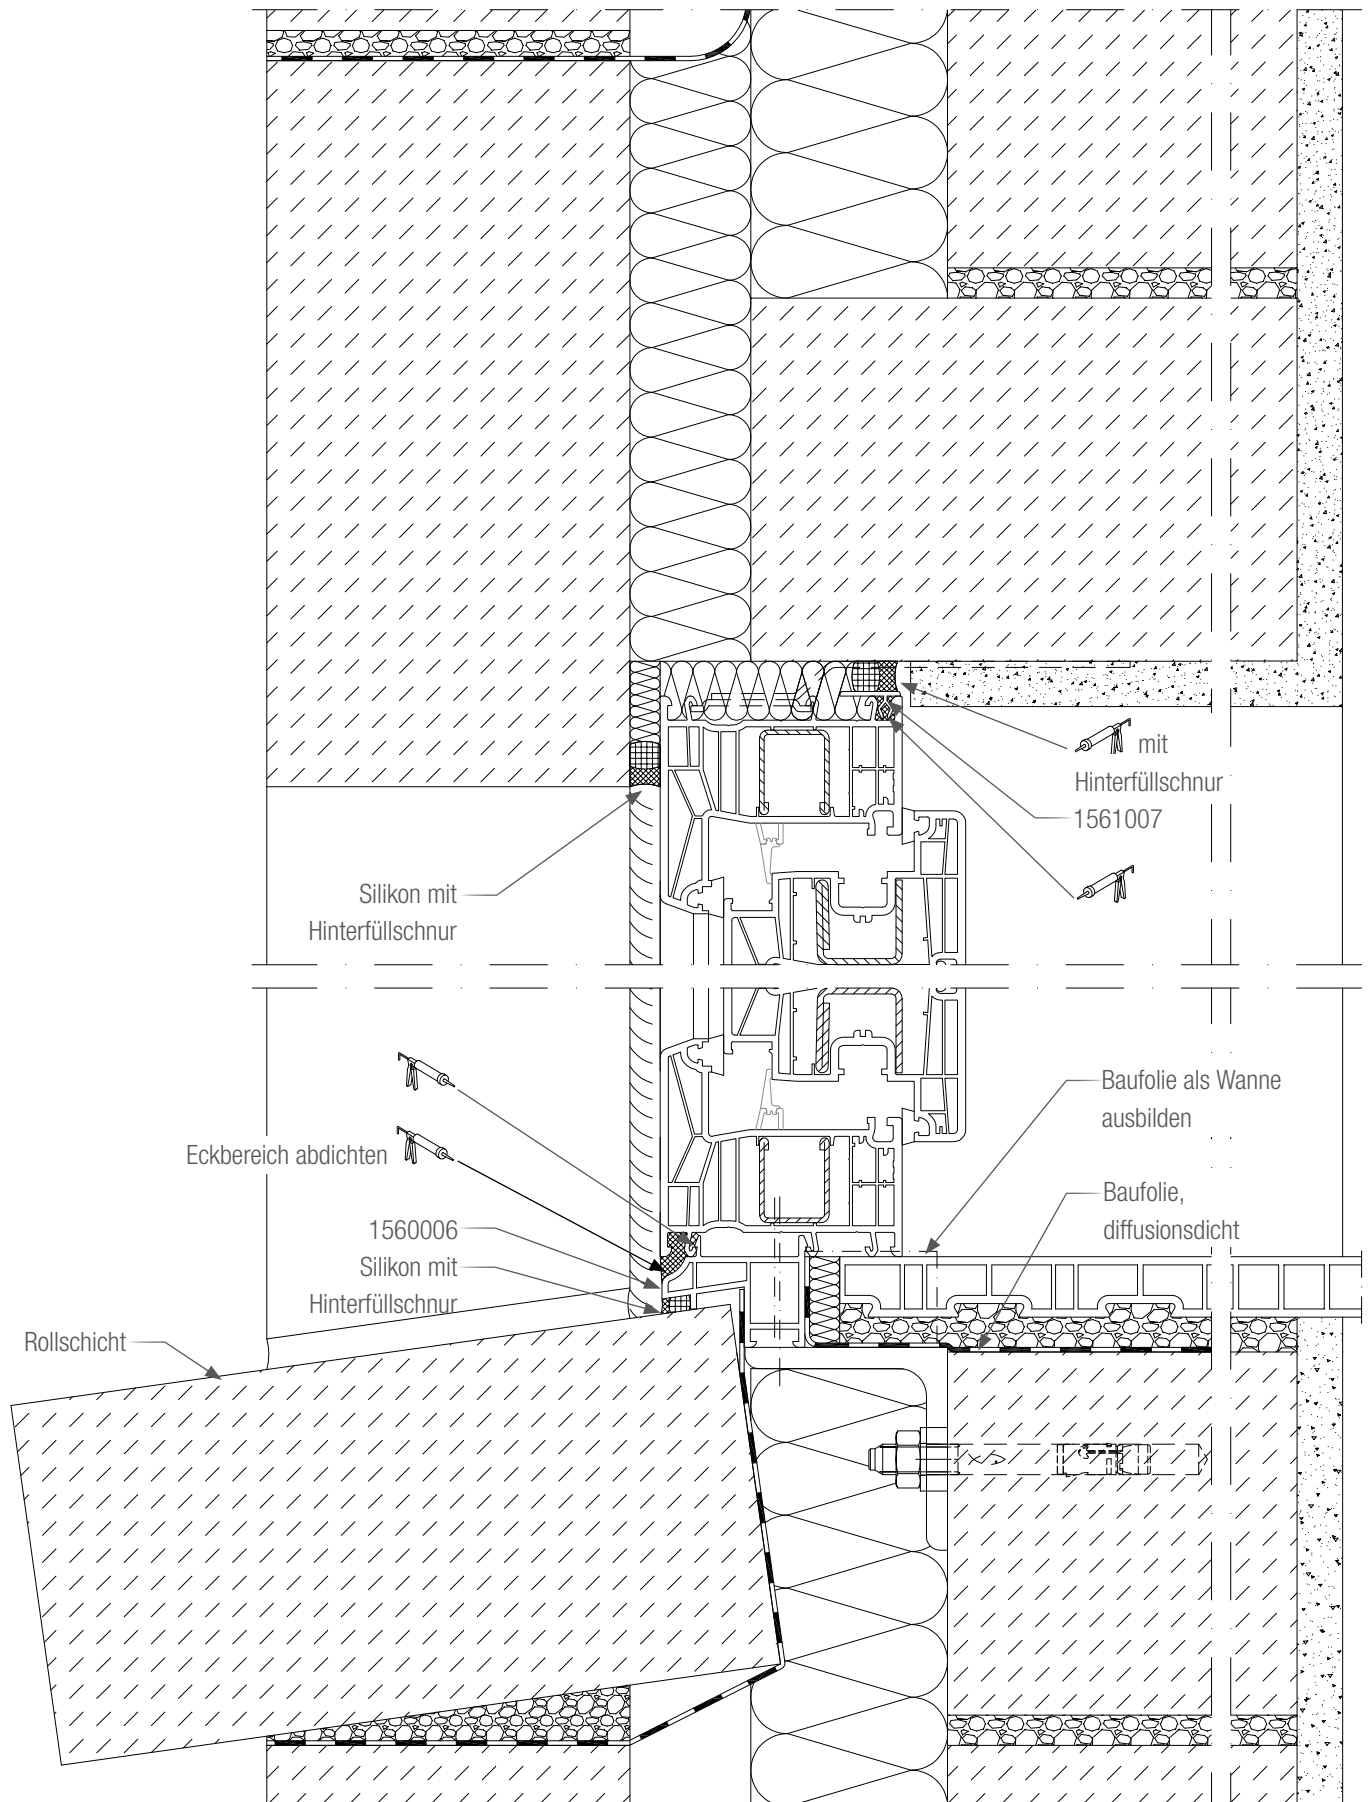 mit
Hinterfüllschnur
1561007
Silikon mit
Hinterfüllschnur
Baufolie als Wanne
ausbilden
Eckbereich abdichten
Baufolie,
diffusionsdicht
1560006
Silikon mit
Hinterfüllschnur
Rollschicht